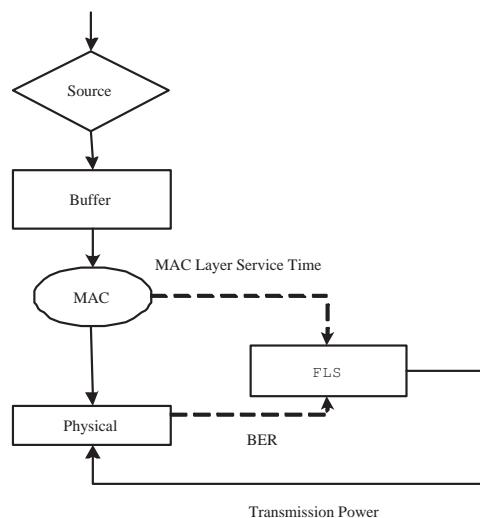 Source
Buffer
MAC Layer Service Time
MAC
FLS
Physical
BER
Transmission Power